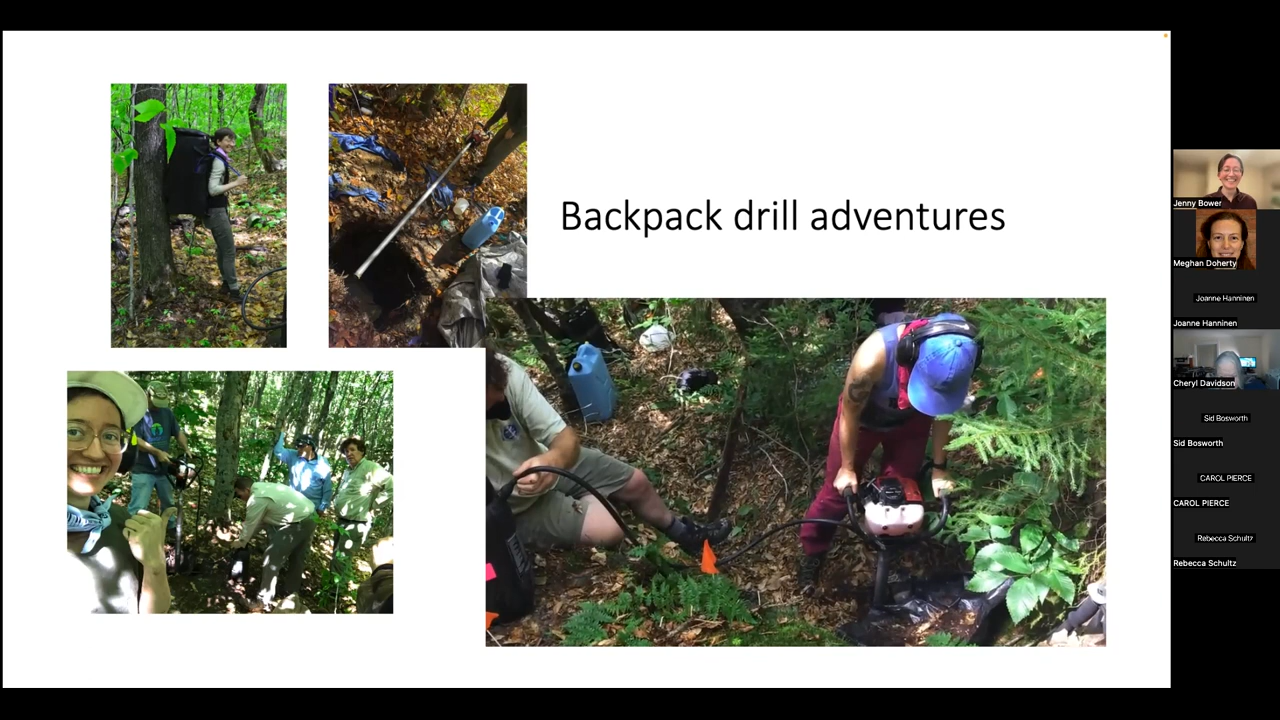 Backpack drill adventures
Jenny Bower
Meghan Doherty
Joanne Hanninen
Joanne Hanninen
Cheryl Davidson
Sid Bosworth
Sid Bosworth
CAROL PIERCE
CAROL PIERCE
Rebecca Schultz
Rebecca Schultz